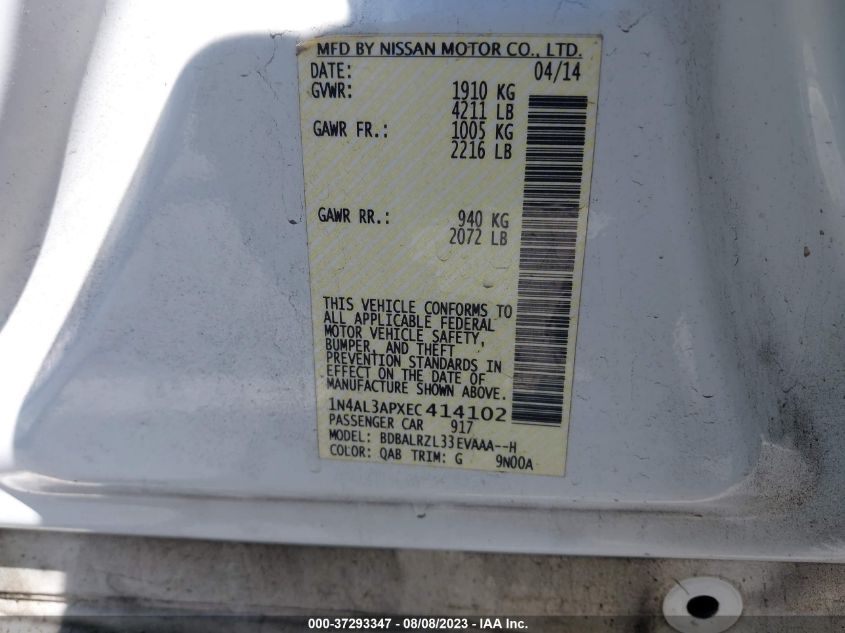 MFD BY NISSAN MOTOR CO., LTD.
DATE: 04/14
GVWR: 1910 KG
4211 LB
GAWR FR.: 1005 KG
2216 LB
GAWR RR.: 940 KG
2072 LB
THIS VEHICLE CONFORMS TO
ALL APPLICABLE FEDERAL
MOTOR VEHICLE SAFETY,
BUMPER, AND THEFT
PREVENTION STANDARDS IN
EFFECT ON THE DATE OF
MANUFACTURE SHOWN ABOVE.
1N4AL3APXEC414102
PASSENGER CAR 917
MODEL: BDBALRZL33EVAAA--H
COLOR: QAB TRIM: G 9N00A
000-37293347 - 08/08/2023 - IAA Inc.